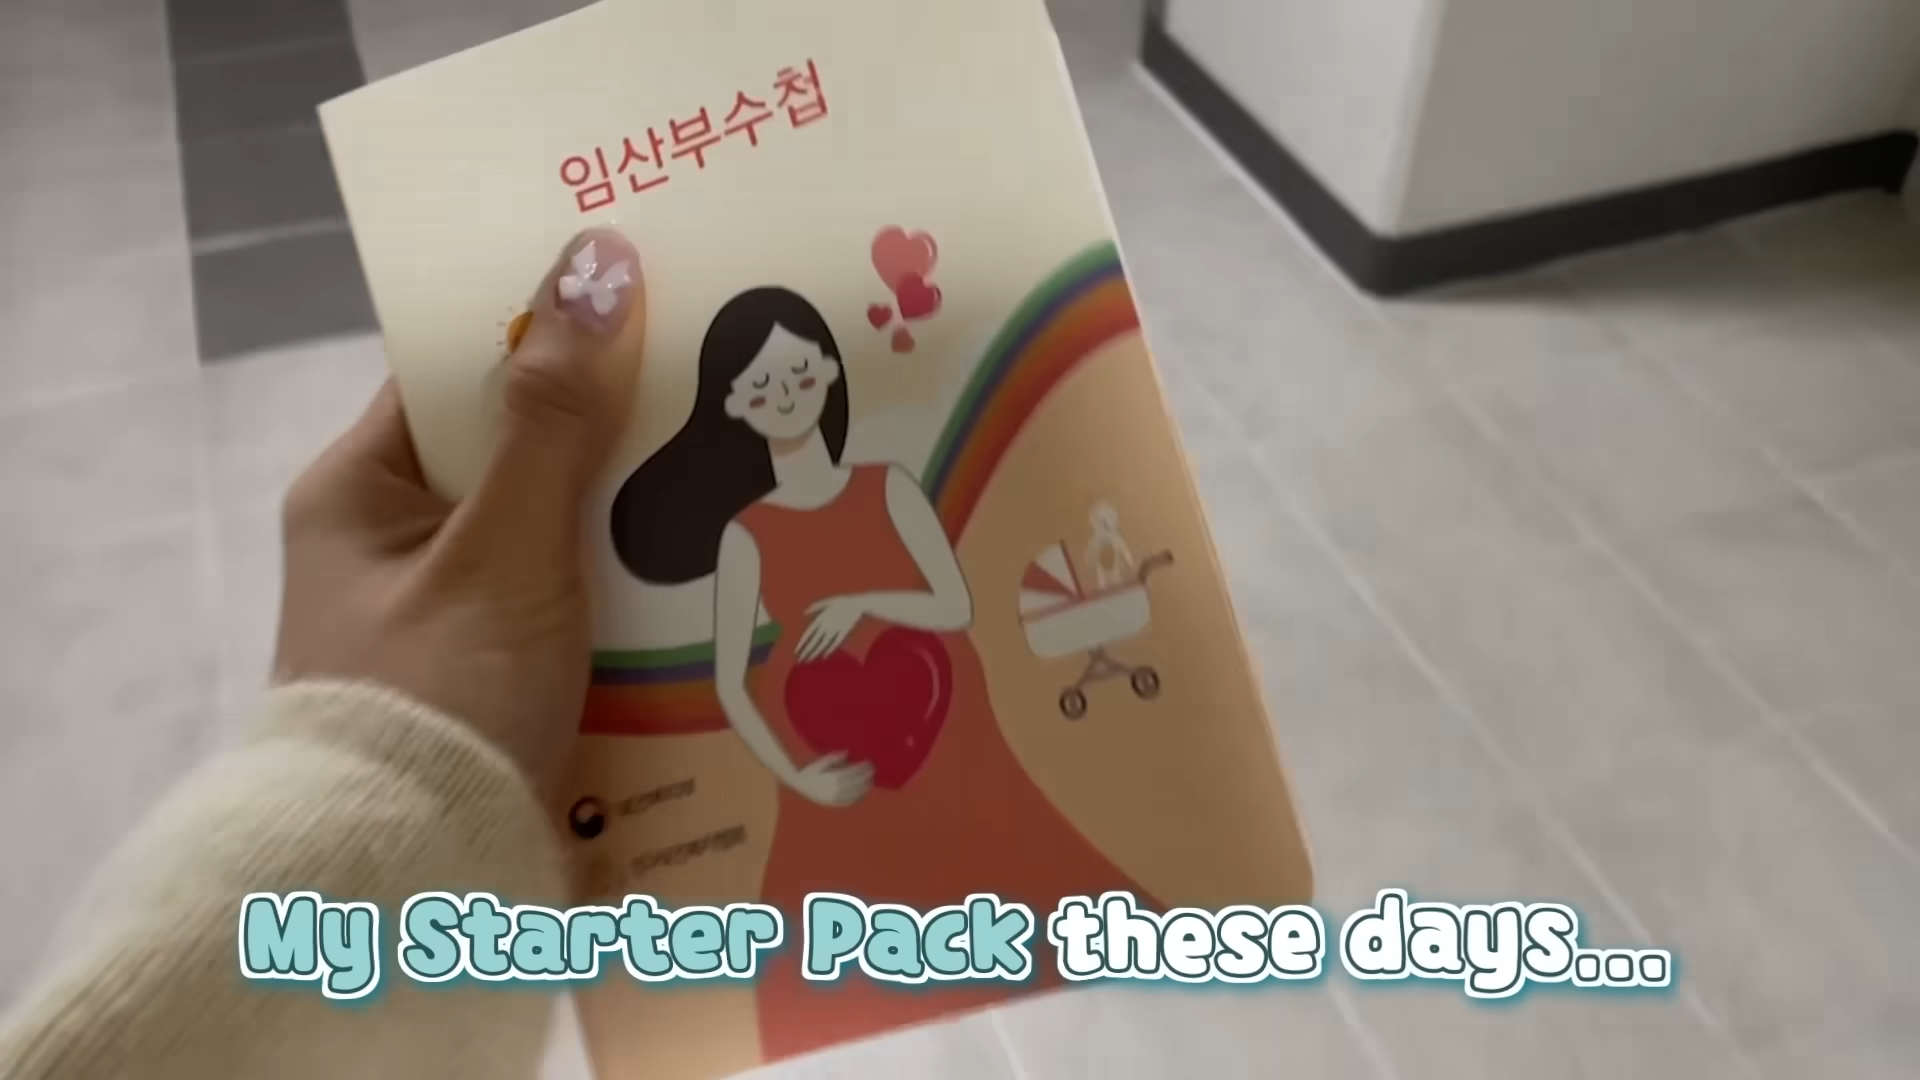 임산부수첩
My Starter Pack these days...